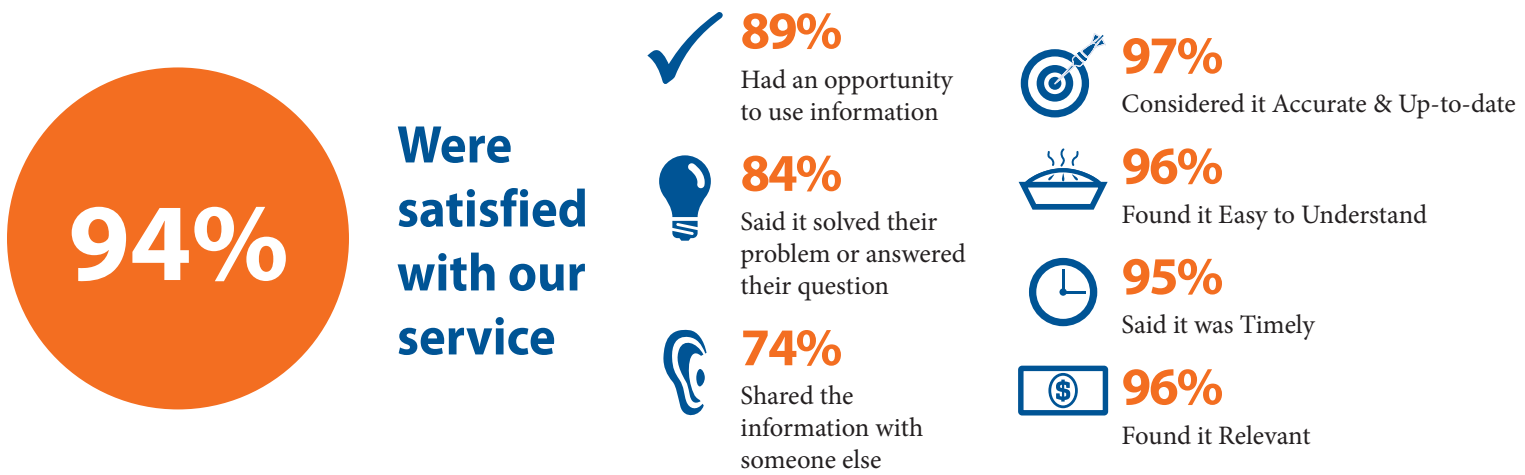 94%
Were
satisfied
with our
service
89%
Had an opportunity
to use information
84%
Said it solved their
problem or answered
their question
74%
Shared the
information with
someone else
97%
Considered it Accurate & Up-to-date
96%
Found it Easy to Understand
95%
Said it was Timely
$
96%
Found it Relevant